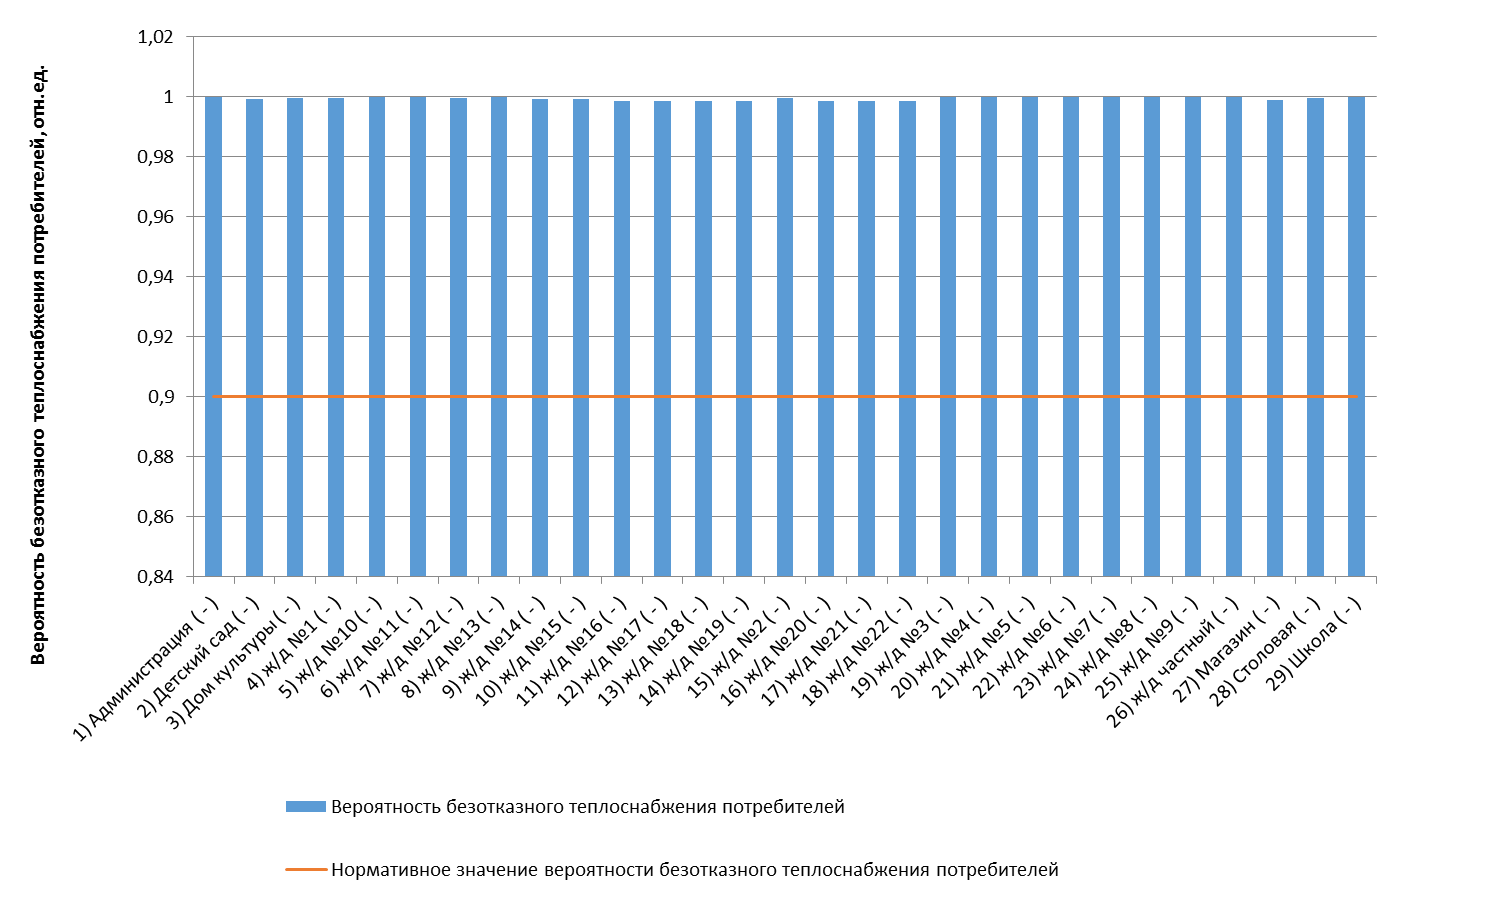 Вероятность безотказного теплоснабжения потребителей, отн.ед.
1,02
1
0,98
0,96
0,94
0,92
0,9
0,88
0,86
0,84
1) Администрация ( - )
2) Детский сад ( - )
3) Дом культуры ( - )
4) ж/д №1 ( - )
5) ж/д №10 ( - )
6) ж/д №11 ( - )
7) ж/д №12 ( - )
8) ж/д №13 ( - )
9) ж/д №14 ( - )
10) ж/д №15 ( - )
11) ж/д №16 ( - )
12) ж/д №17 ( - )
13) ж/д №18 ( - )
14) ж/д №19 ( - )
15) ж/д №2 ( - )
16) ж/д №20 ( - )
17) ж/д №21 ( - )
18) ж/д №22 ( - )
19) ж/д №3 ( - )
20) ж/д №4 ( - )
21) ж/д №5 ( - )
22) ж/д №6 ( - )
23) ж/д №7 ( - )
24) ж/д №8 ( - )
25) ж/д №9 ( - )
26) ж/д частный ( - )
27) Магазин ( - )
28) Столовая ( - )
29) Школа ( - )
Вероятность безотказного теплоснабжения потребителей
Нормативное значение вероятности безотказного теплоснабжения потребителей